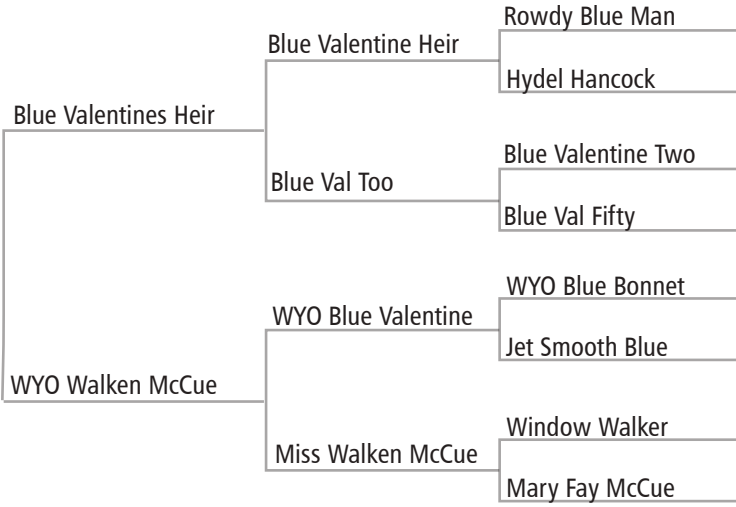 Rowdy Blue Man
Blue Valentine Heir
Hydel Hancock
Blue Valentines Heir
Blue Valentine Two
Blue Val Too
Blue Val Fifty
WYO Blue Bonnet
WYO Blue Valentine
Jet Smooth Blue
WYO Walken McCue
Window Walker
Miss Walken McCue
Mary Fay McCue